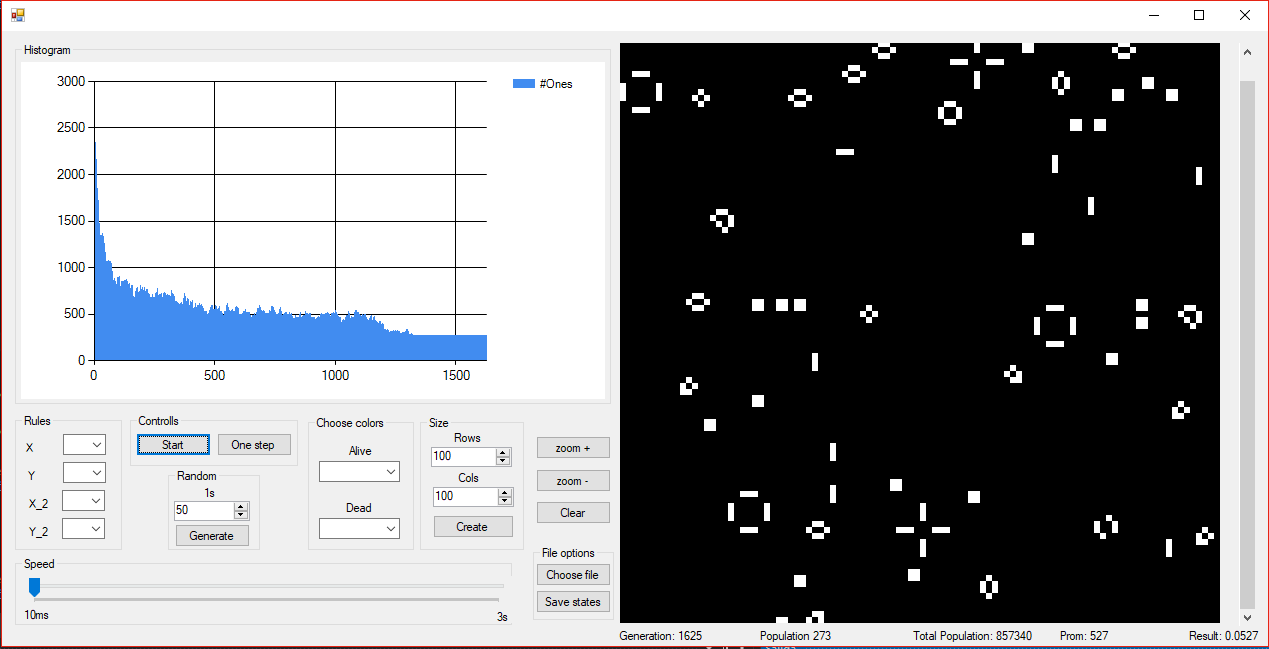 Histogram
#Ones
3000
2500
2000
1500
1000
500
0
0 500 1000 1500
Rules
X
Y
X_2
Y_2
Controlls
Start One step
Random
1s
50
Generate
Choose colors
Alive
Dead
Size
Rows
100
Cols
100
Create
zoom +
zoom -
Clear
File options
Choose file
Save states
Speed
10ms 3s
Generation: 1625 Population 273 Total Population: 857340 Prom: 527 Result: 0.0527